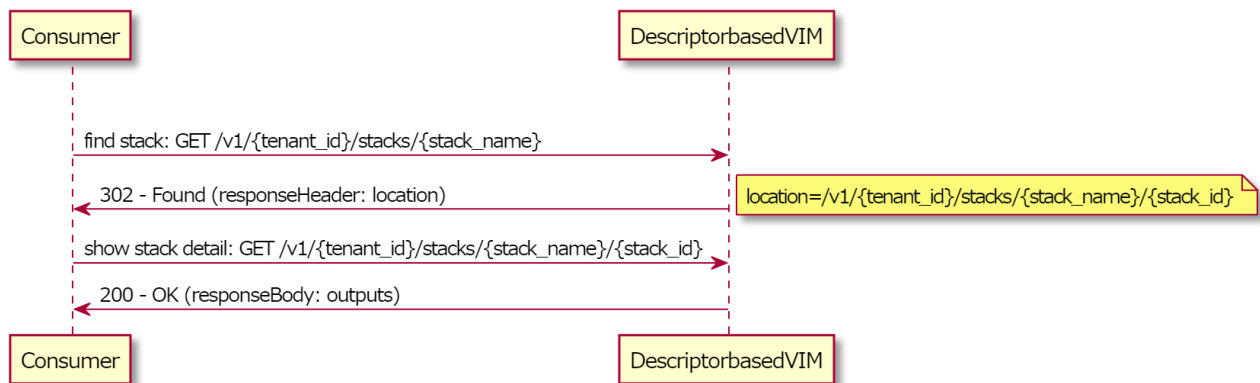 Consumer
DescriptorbasedVIM
find stack: GET /v1/{tenant_id}/stacks/{stack_name}
302 - Found (responseHeader: location)
location=/v1/{tenant_id}/stacks/{stack_name}/{stack_id}
show stack detail: GET /v1/{tenant_id}/stacks/{stack_name}/{stack_id}
200 - OK (responseBody: outputs)
Consumer
DescriptorbasedVIM